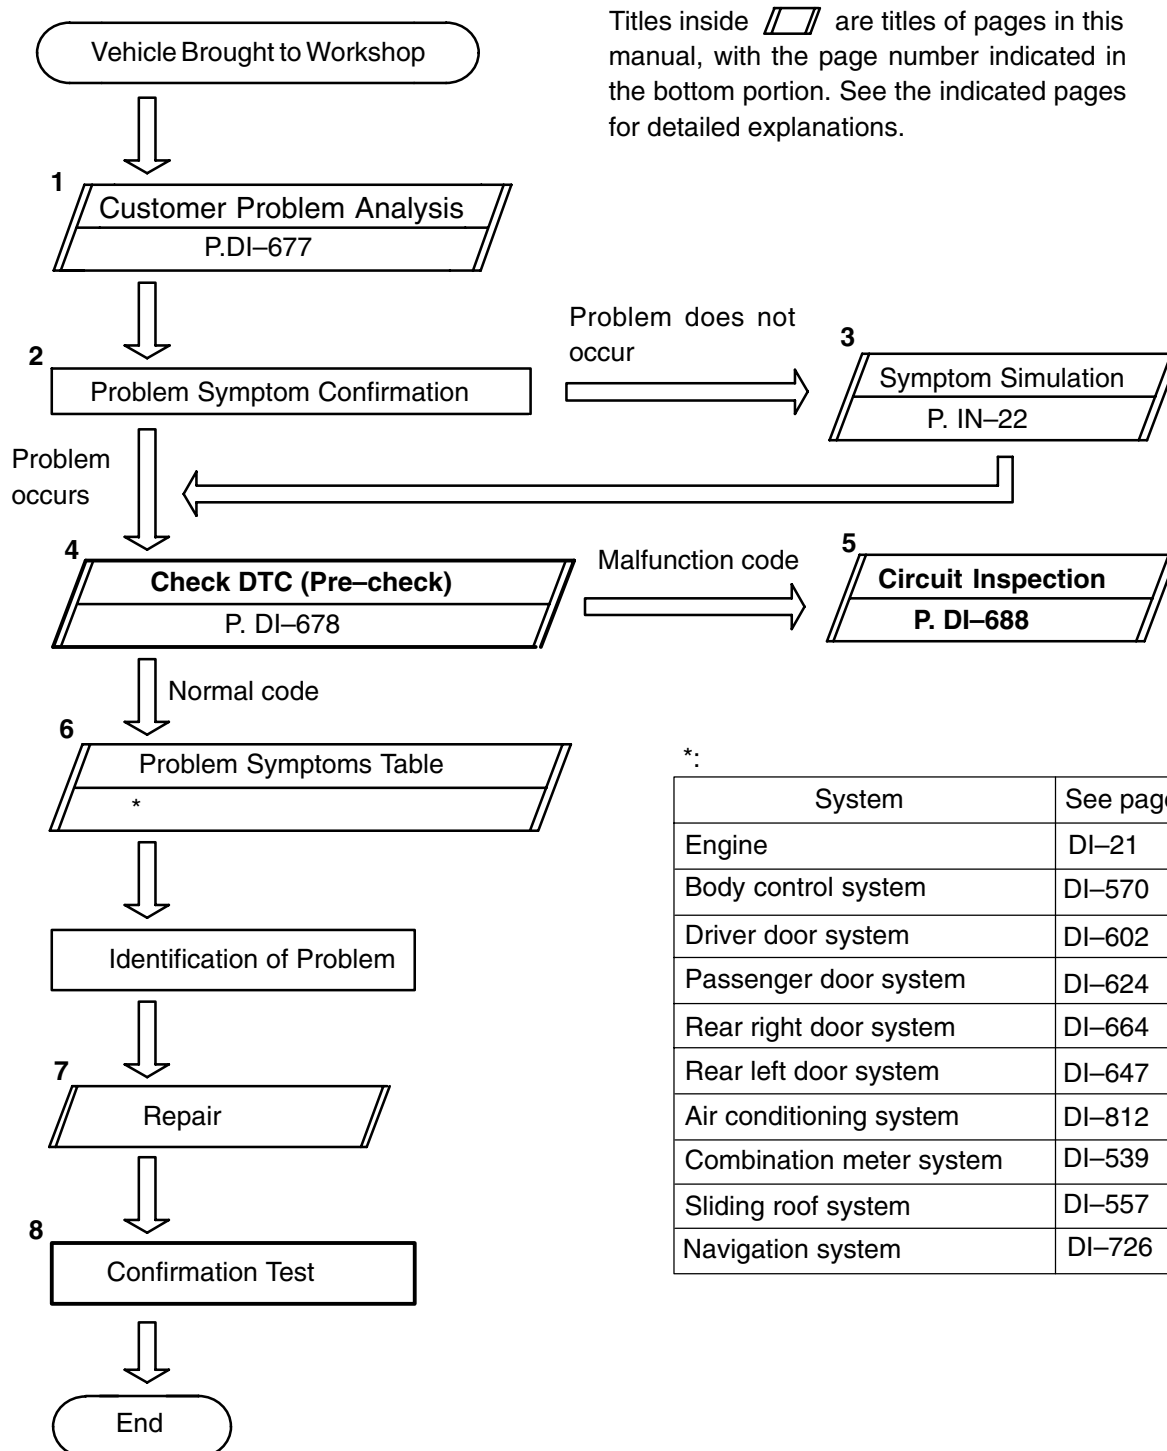 Vehicle Brought to Workshop
Titles inside are titles of pages in this
manual, with the page number indicated in
the bottom portion. See the indicated pages
for detailed explanations.
1
Customer Problem Analysis
P.DI–677
2
Problem Symptom Confirmation
Problem does not
occur
3
Symptom Simulation
P. IN–22
Problem
occurs
4
Check DTC (Pre–check)
P. DI–678
Malfunction code
5
Circuit Inspection
P. DI–688
Normal code
6
Problem Symptoms Table
*
Identification of Problem
7
Repair
8
Confirmation Test
End
*:
System See page
Engine DI–21
Body control system DI–570
Driver door system DI–602
Passenger door system DI–624
Rear right door system DI–664
Rear left door system DI–647
Air conditioning system DI–812
Combination meter system DI–539
Sliding roof system DI–557
Navigation system DI–726